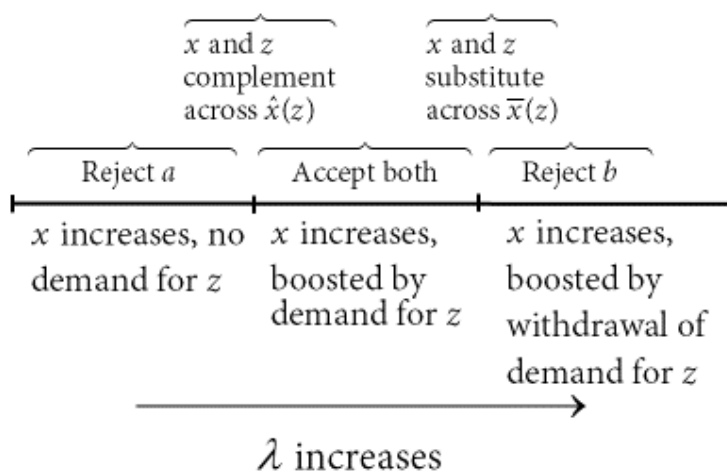 x and z
complement
across x̂(z)
x and z
substitute
across x̅(z)
Reject a
Accept both
Reject b
x increases, no
demand for z
x increases,
boosted by
demand for z
x increases,
boosted by
withdrawal of
demand for z
λ increases